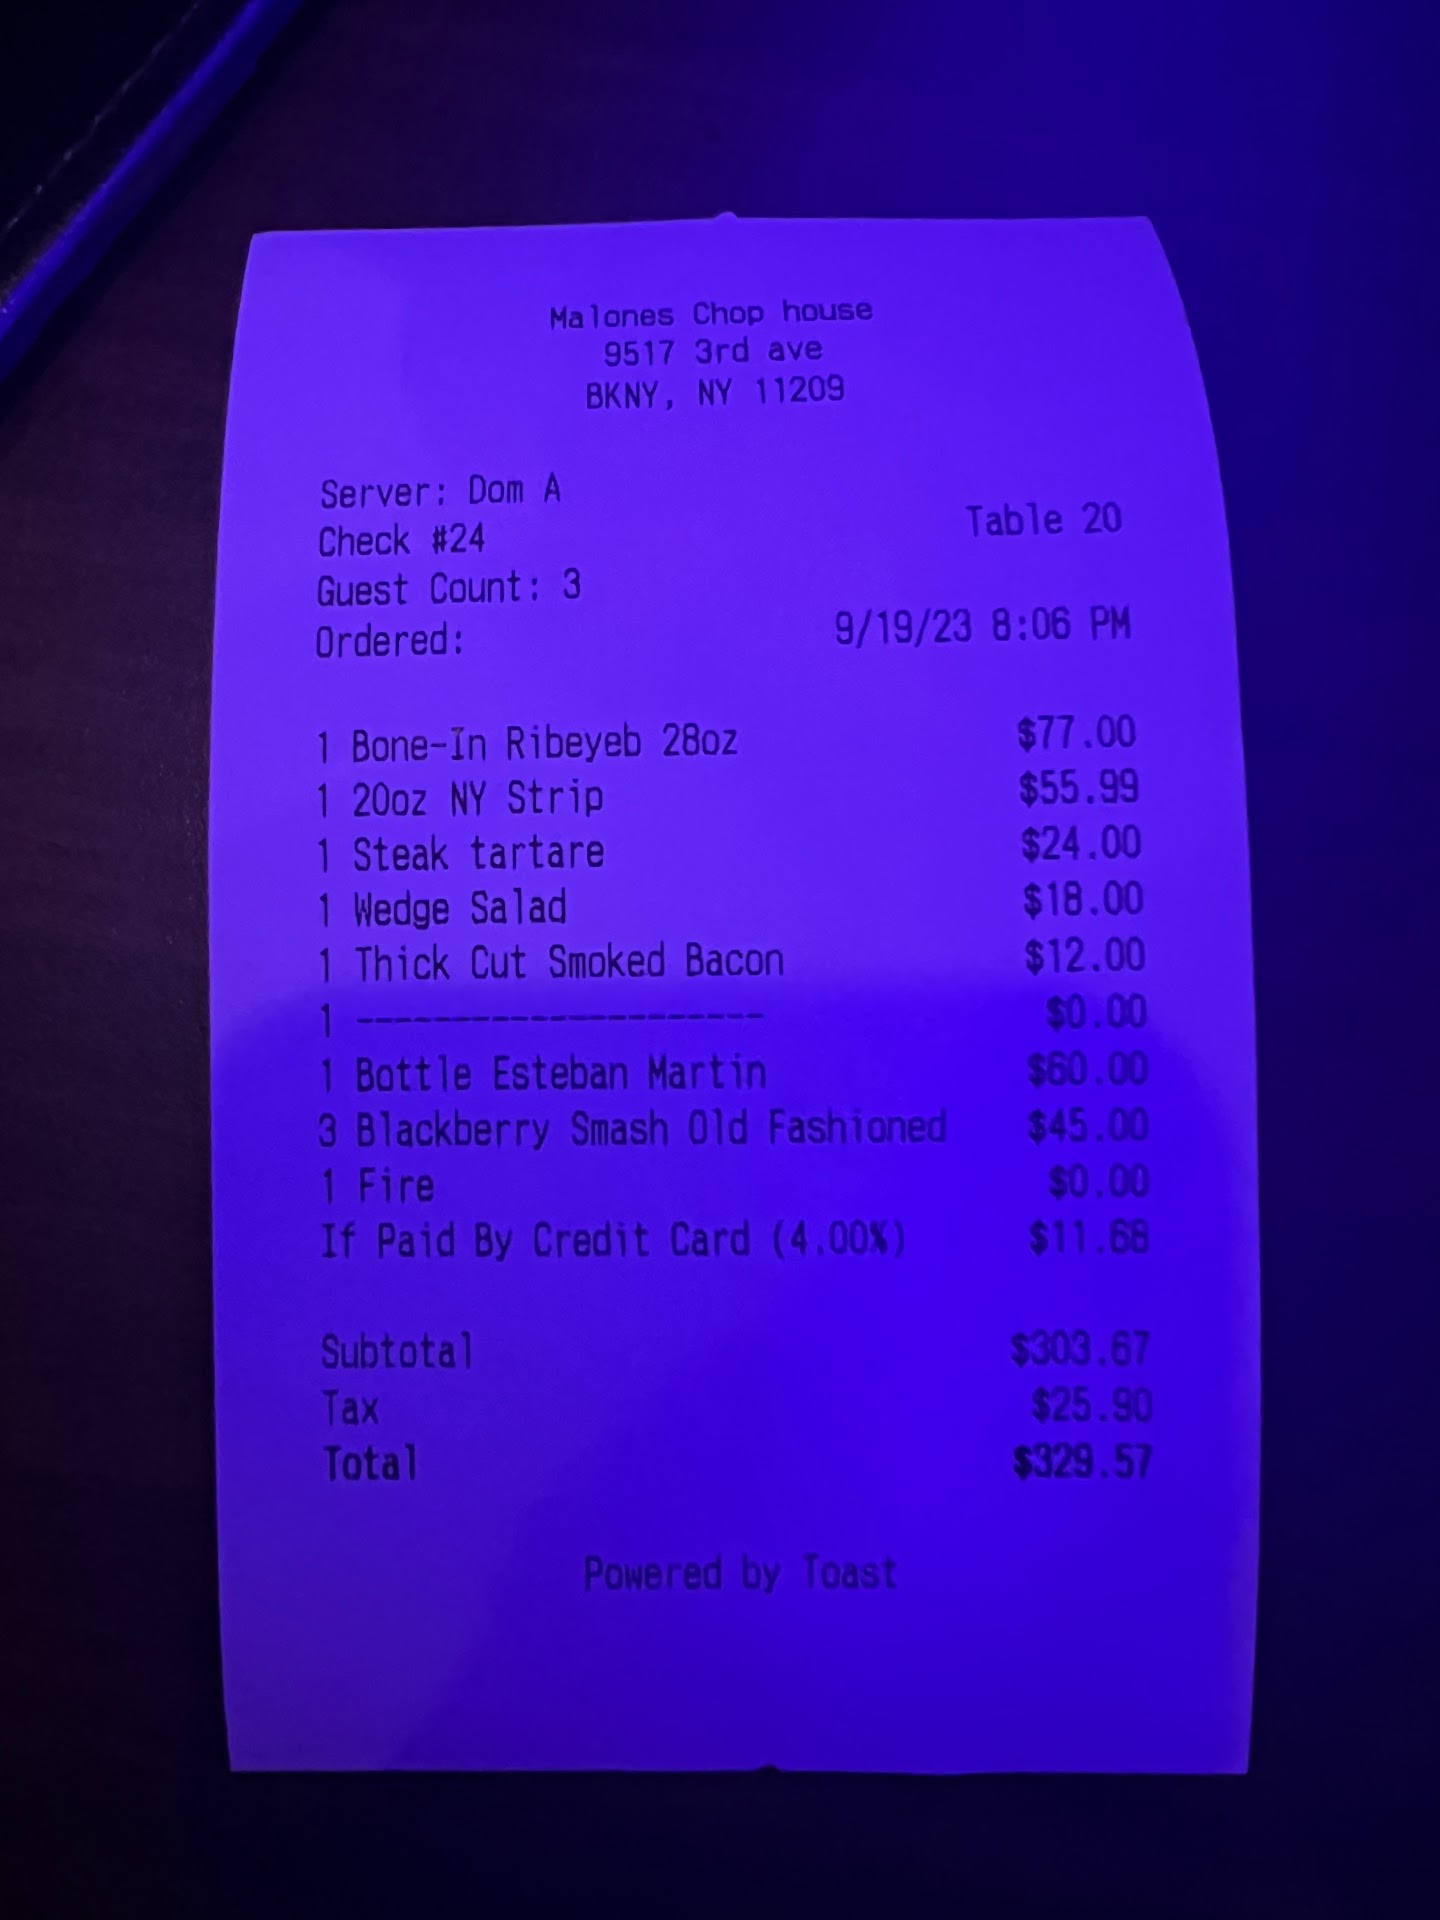 Malones Chop house
9517 3rd ave
BKNY, NY 11209
Server: Dom A
Check #24 Table 20
Guest Count: 3
Ordered: 9/19/23 8:06 PM
1 Bone-In Ribeyeb 28oz $77.00
1 20oz NY Strip $55.99
1 Steak tartare $24.00
1 Wedge Salad $18.00
1 Thick Cut Smoked Bacon $12.00
1 --------------------- $0.00
1 Bottle Esteban Martin $60.00
3 Blackberry Smash Old Fashioned $45.00
1 Fire $0.00
If Paid By Credit Card (4.00%) $11.68
Subtotal $303.67
Tax $25.90
Total $329.57
Powered by Toast